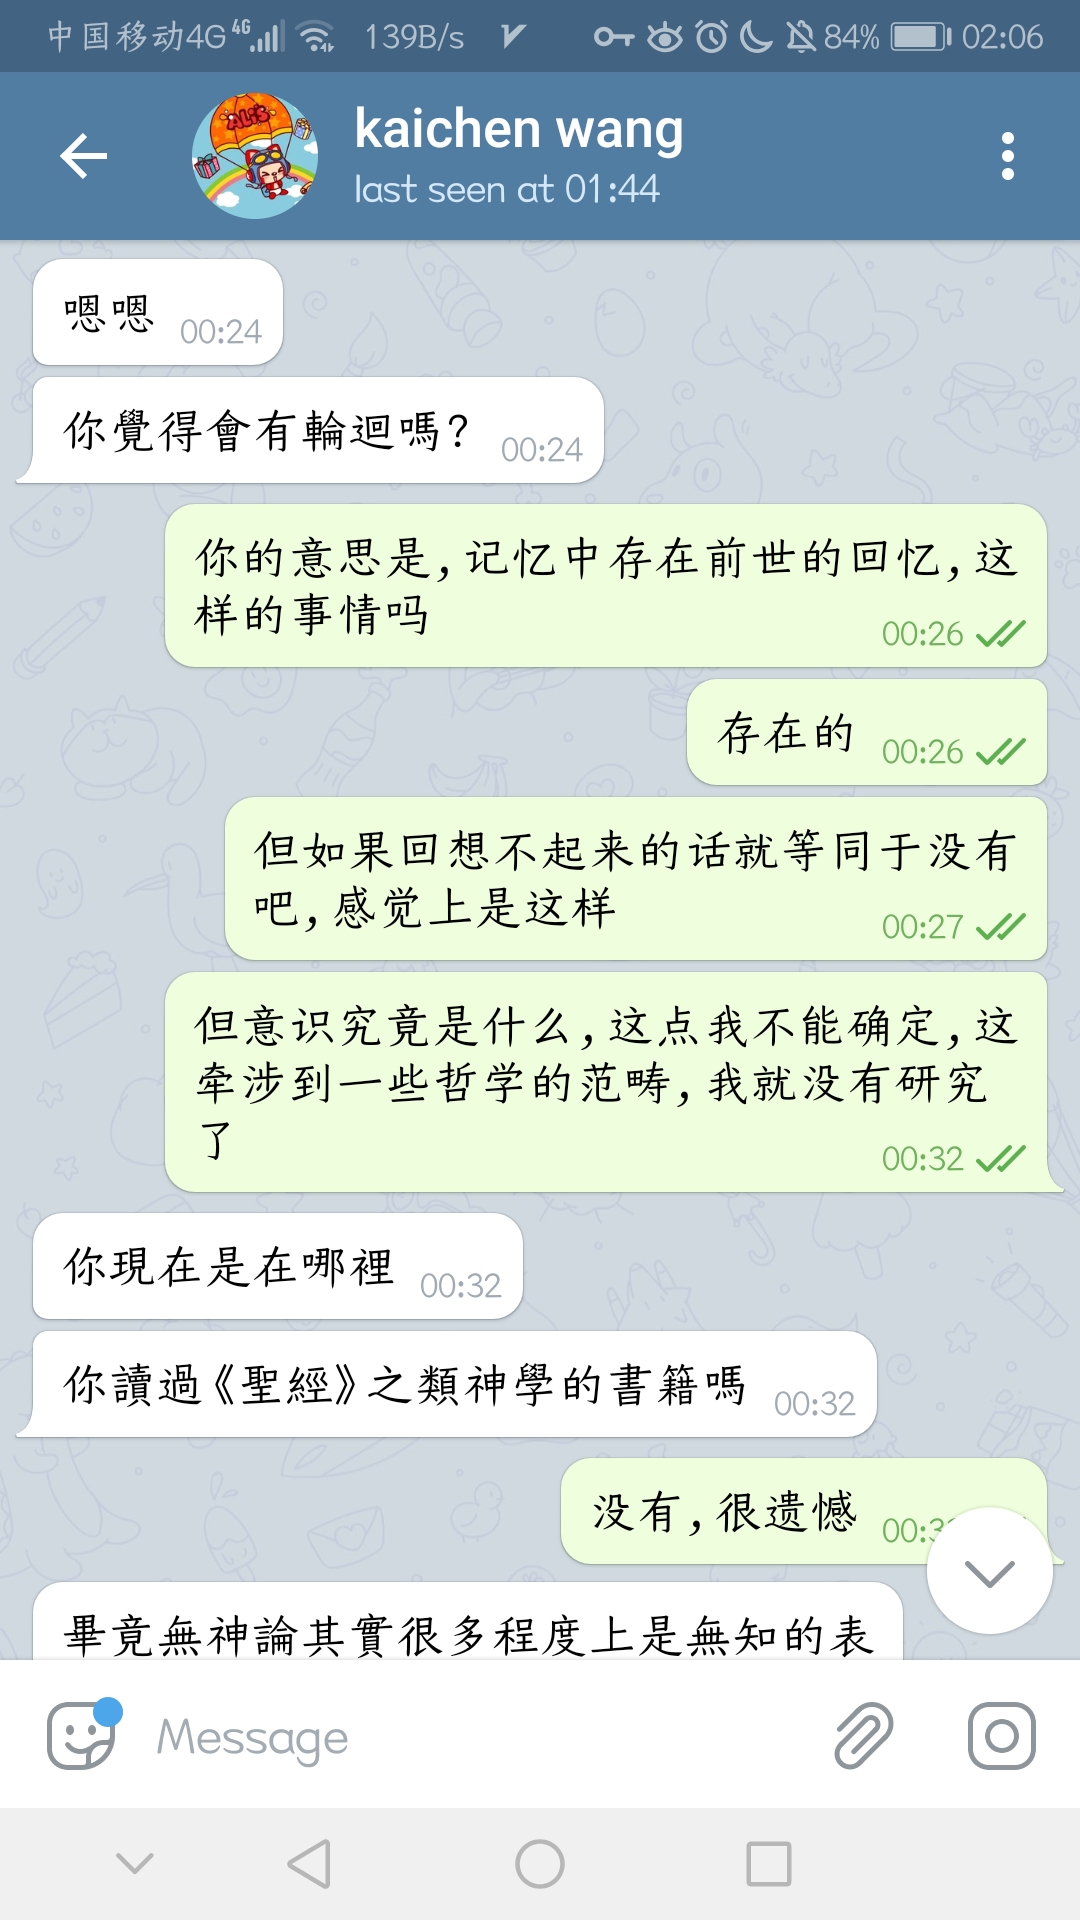 中国移动4G 4G 139B/s 84% 02:06
ALI'S
kaichen wang
last seen at 01:44
嗯嗯 00:24
你覺得會有輪迴嗎? 00:24
你的意思是,记忆中存在前世的回忆,这
样的事情吗
00:26
存在的 00:26
但如果回想不起来的话就等同于没有
吧,感觉上是这样
00:27
但意识究竟是什么,这点我不能确定,这
牵涉到一些哲学的范畴,我就没有研究
了
00:32
你現在是在哪裡 00:32
你讀過《聖經》之類神學的書籍嗎 00:32
没有,很遗憾
畢竟無神論其實很多程度上是無知的表
Message